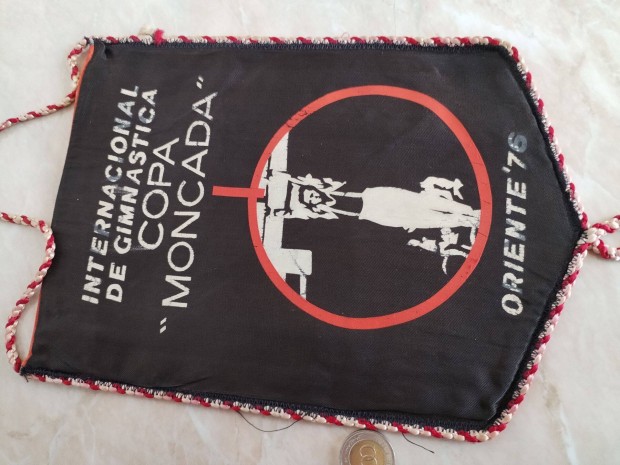 INTERNACIONAL
DE GIMNASTICA
COPA
"MONCADA"
ORIENTE '76